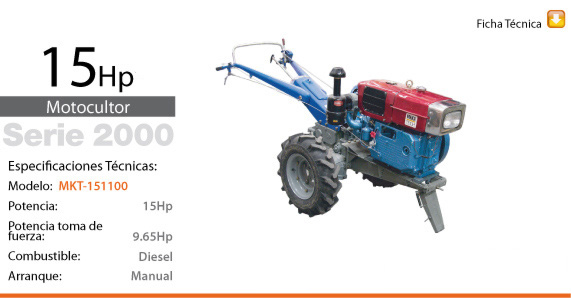 Ficha Técnica
15Hp
Motocultor
Serie 2000
Especificaciones Técnicas:
Modelo: MKT-151100
Potencia: 15Hp
Potencia toma de
fuerza: 9.65Hp
Combustible: Diesel
Arranque: Manual